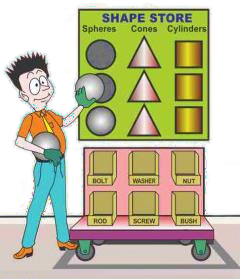 SHAPE STORE
Spheres Cones Cylinders
BOLT WASHER NUT
ROD SCREW BUSH